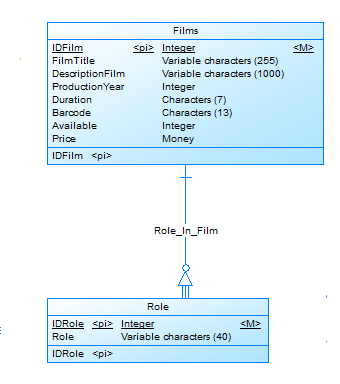 Films
IDFilm <pi> Integer <M>
FilmTitle Variable characters (255)
DescriptionFilm Variable characters (1000)
ProductionYear Integer
Duration Characters (7)
Barcode Characters (13)
Available Integer
Price Money
IDFilm <pi>
Role_In_Film
Role
IDRole <pi> Integer <M>
Role Variable characters (40)
IDRole <pi>